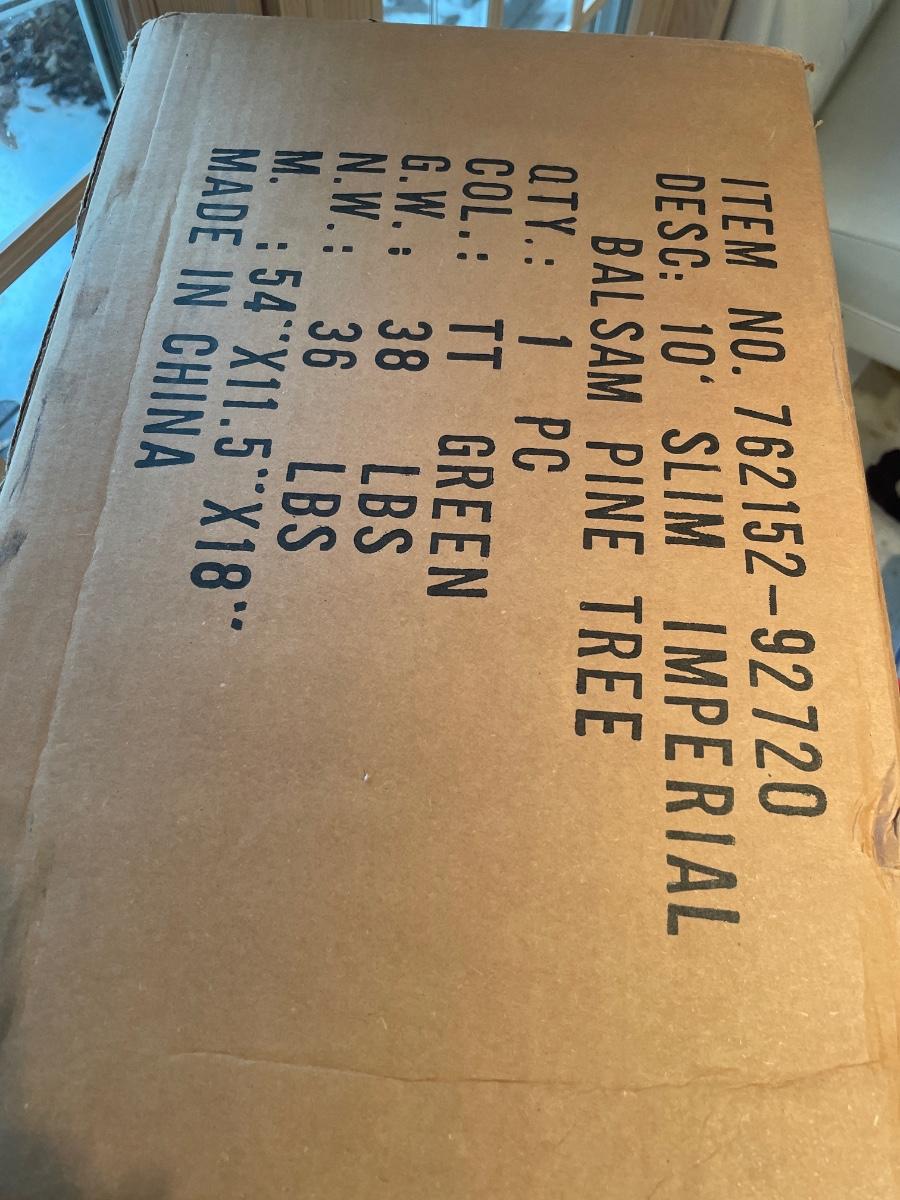 ITEM NO. 762152-92720
DESC: 10' SLIM IMPERIAL
BALSAM PINE TREE
QTY.: 1 PC
COL.: TT GREEN
G.W.: 38 LBS
N.W.: 36 LBS
M. : 54"X11.5"X18"
MADE IN CHINA